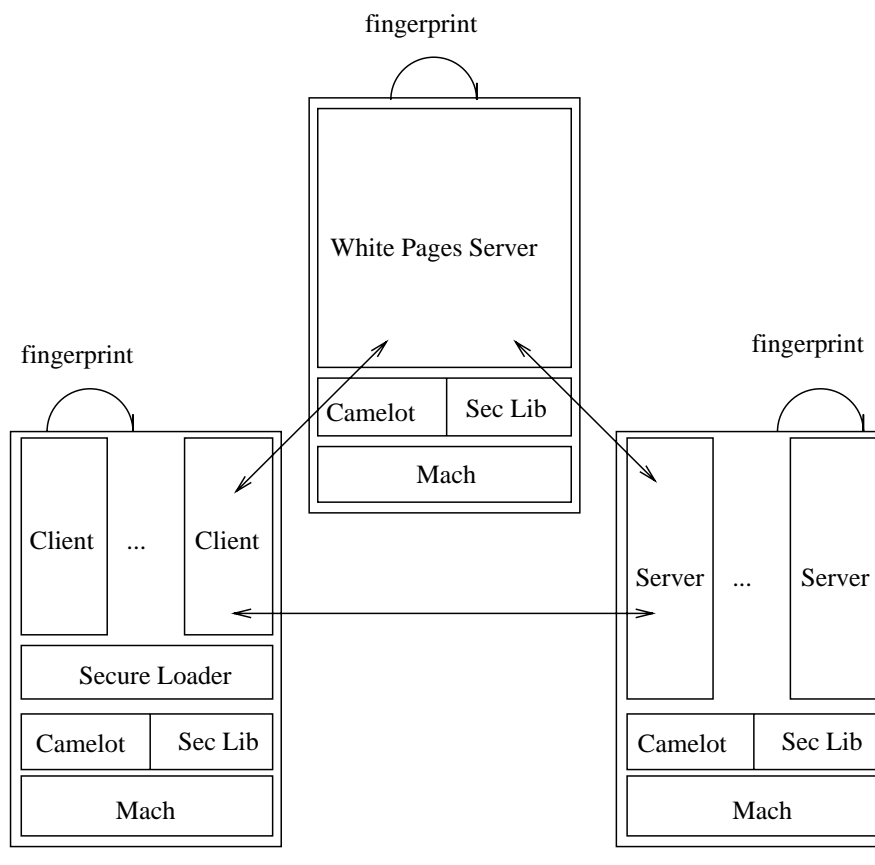 fingerprint
White Pages Server
Camelot
Sec Lib
Mach
fingerprint
Client
...
Client
Secure Loader
Camelot
Sec Lib
Mach
fingerprint
Server
...
Server
Camelot
Sec Lib
Mach